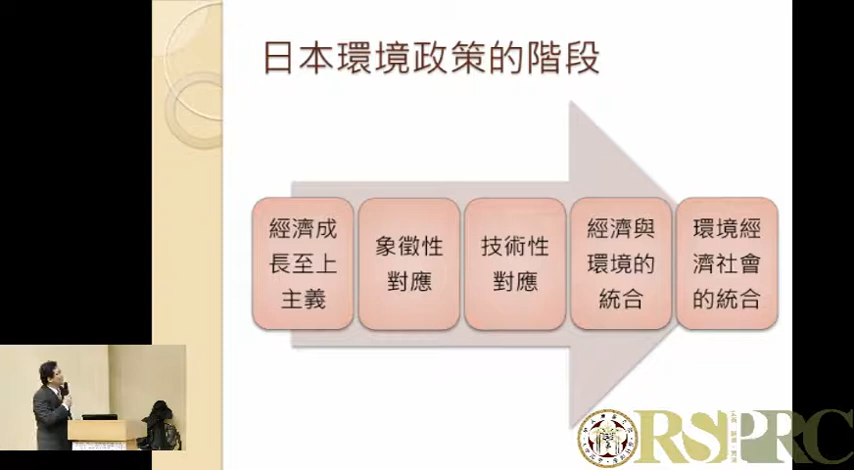 日本環境政策的階段
經濟成
長至上
主義
象徵性
對應
技術性
對應
經濟與
環境的
統合
環境經
濟社會
的統合
RSPRC